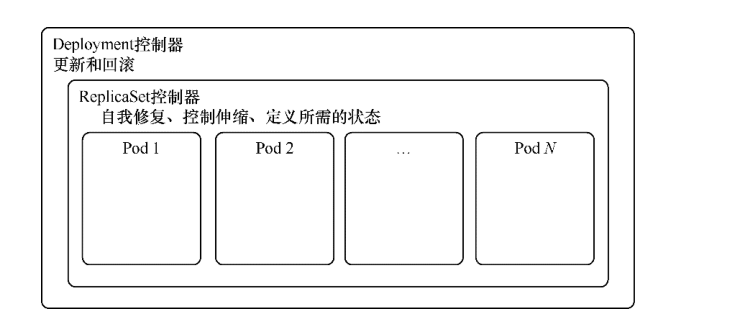 Deployment控制器
更新和回滚
ReplicaSet控制器
自我修复、控制伸缩、定义所需的状态
Pod 1
Pod 2
…
Pod N